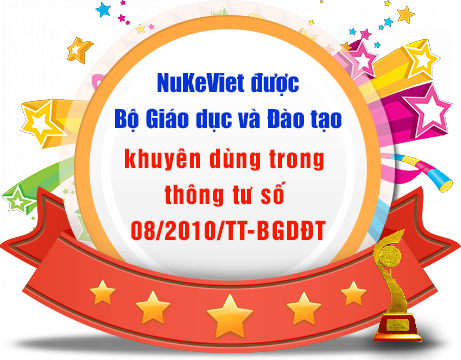 NuKeViet được
Bộ Giáo dục và Đào tạo
khuyên dùng trong
thông tư số
08/2010/TT-BGDĐT